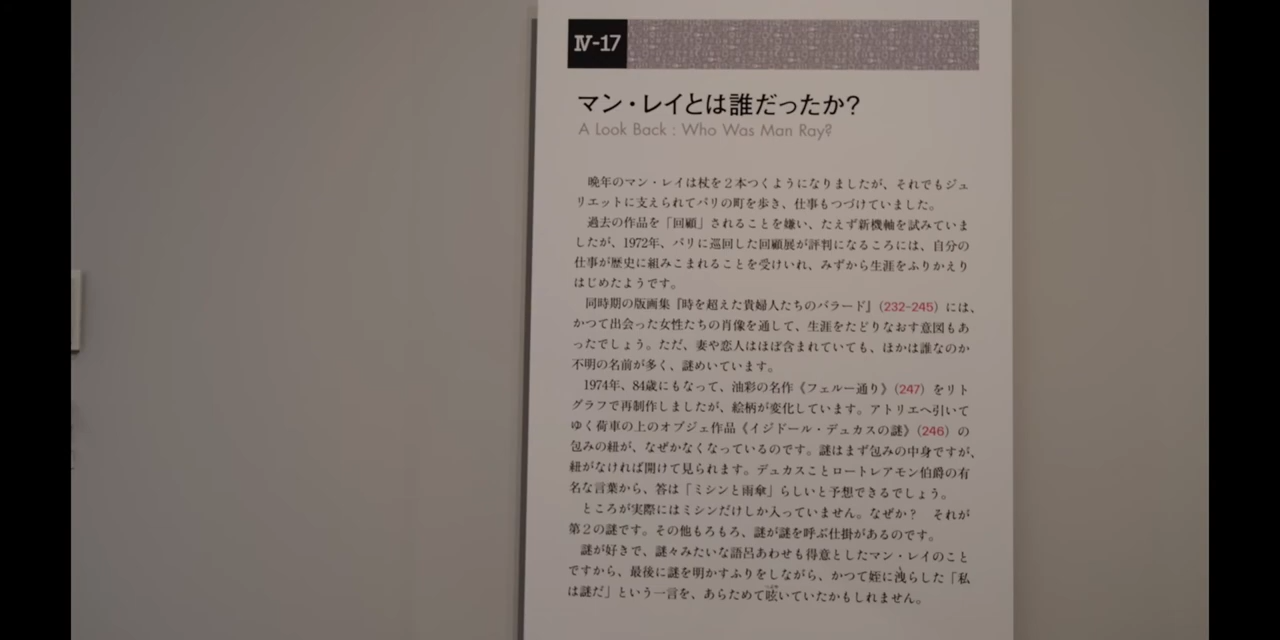 Ⅳ-17
マン・レイとは誰だったか?
A Look Back : Who Was Man Ray?
晩年のマン・レイは杖を2本つくようになりましたが、それでもジュ
リエットに支えられてパリの町を歩き、仕事もつづけていました。
過去の作品を「回顧」されることを嫌い、たえず新機軸を試みていま
したが、1972年、パリに巡回した回顧展が評判になるころには、自分の
仕事が歴史に組みこまれることを受けいれ、みずから生涯をふりかえり
はじめたようです。
同時期の版画集『時を超えた貴婦人たちのバラード』(232-245)には、
かつて出会った女性たちの肖像を通して、生涯をたどりなおす意図もあ
ったでしょう。ただ、妻や恋人はほぼ含まれていても、ほかは誰なのか
不明の名前が多く、謎めいています。
1974年、84歳にもなって、油彩の名作《フェルー通り》(247)をリト
グラフで再制作しましたが、絵柄が変化しています。アトリエへ引いて
ゆく荷車の上のオブジェ作品《イジドール・デュカスの謎》(246)の
包みの紐が、なぜかなくなっているのです。謎はまず包みの中身ですが、
紐がなければ開けて見られます。デュカスことロートレアモン伯爵の有
名な言葉から、答は「ミシンと雨傘」らしいと予想できるでしょう。
ところが実際にはミシンだけしか入っていません。なぜか? それが
第2の謎です。その他もろもろ、謎が謎を呼ぶ仕掛があるのです。
謎が好きで、謎々みたいな語呂あわせも得意としたマン・レイのこと
ですから、最後に謎を明かすふりをしながら、かつて姪に洩らした「私
は謎だ」という一言を、あらためて呟いていたかもしれません。